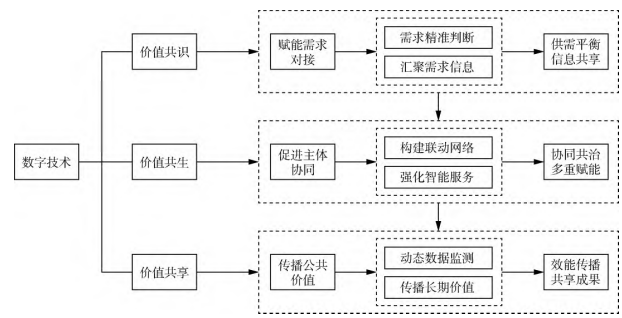 数字技术
价值共识
赋能需求
对接
需求精准判断
汇聚需求信息
供需平衡
信息共享
价值共生
促进主体
协同
构建联动网络
强化智能服务
协同共治
多重赋能
价值共享
传播公共
价值
动态数据监测
传播长期价值
效能传播
共享成果